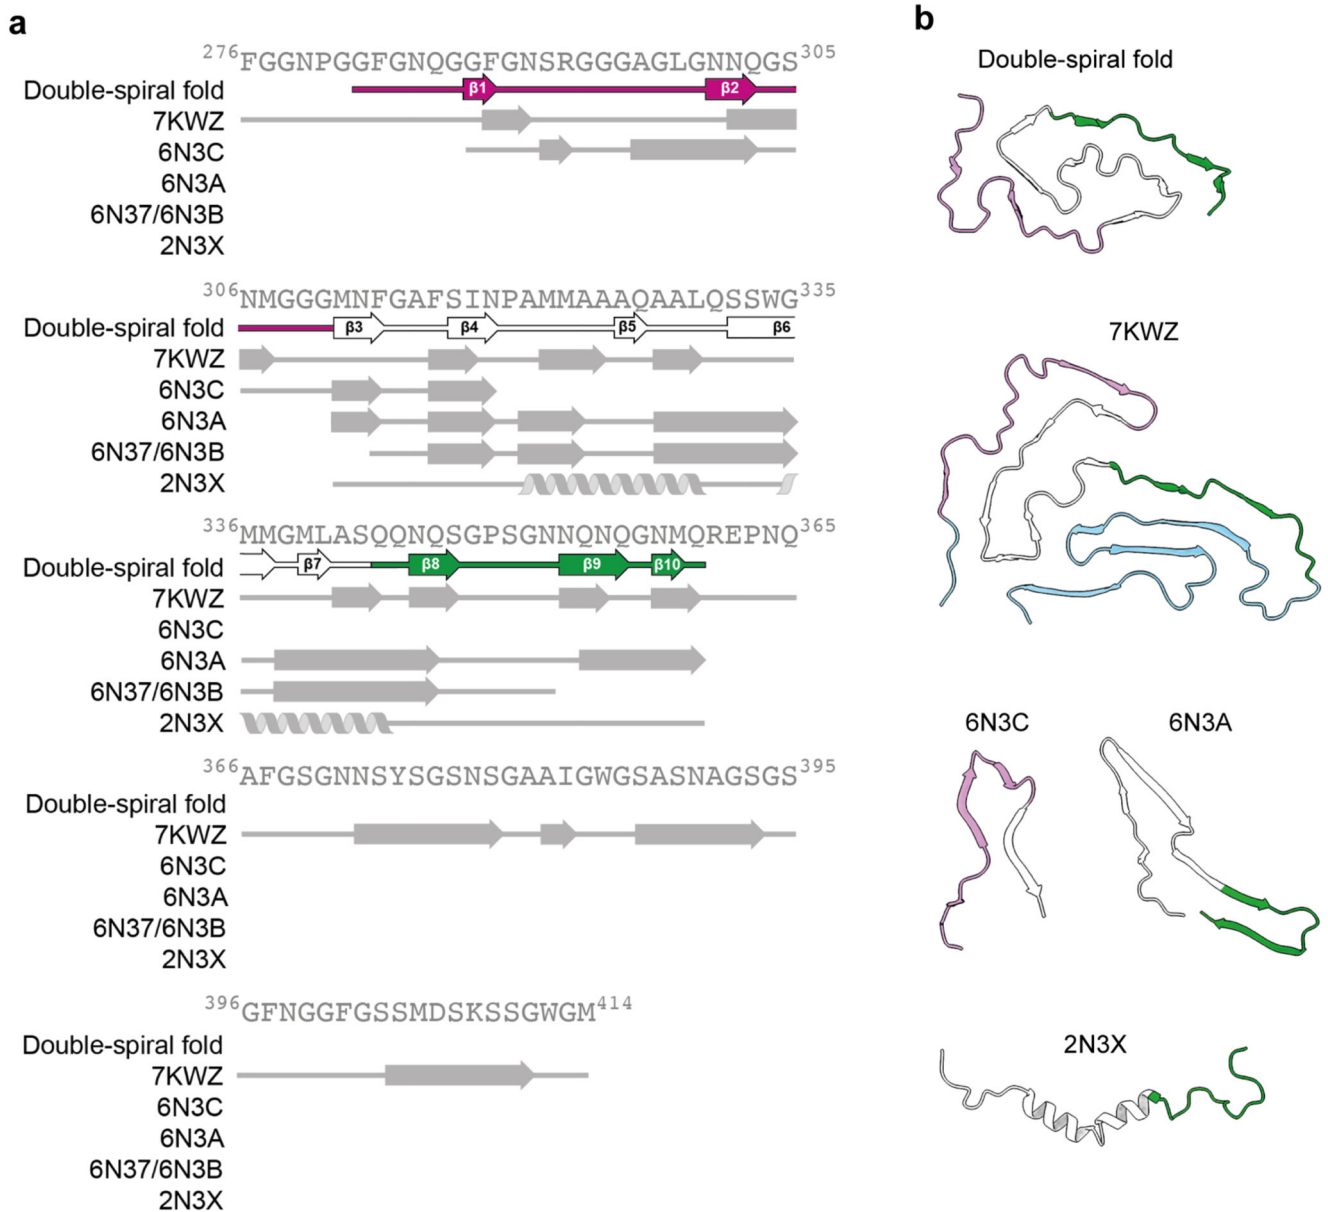 a
276FGGNPGGFGNQGGFGNSRGGGAGLGNNQGS305
Double-spiral fold β1 β2
7KWZ
6N3C
6N3A
6N37/6N3B
2N3X
306NMGGGMNFGAFSINPAMMAAAQAALQSSWG335
Double-spiral fold β3 β4 β5 β6
7KWZ
6N3C
6N3A
6N37/6N3B
2N3X
336MMGMLASQQNQSGPSGNNQNQGNMQREPNQ365
Double-spiral fold β7 β8 β9 β10
7KWZ
6N3C
6N3A
6N37/6N3B
2N3X
366AFGSGNNSYSGSNSGAAIGWGSASNAGSGS395
Double-spiral fold
7KWZ
6N3C
6N3A
6N37/6N3B
2N3X
396GFNGGFGSSMDSKSSGWGM414
Double-spiral fold
7KWZ
6N3C
6N3A
6N37/6N3B
2N3X
b
Double-spiral fold
7KWZ
6N3C 6N3A
2N3X